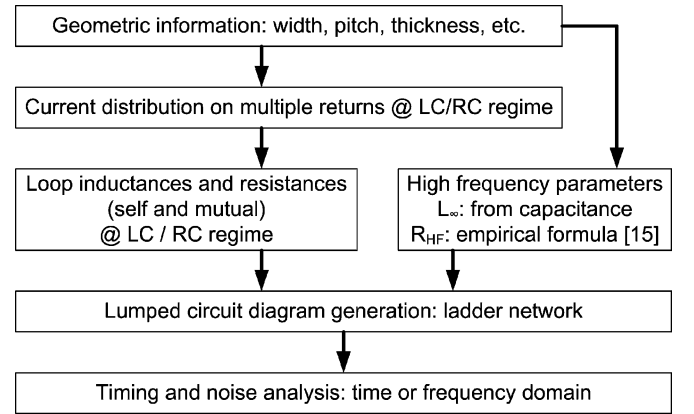 Geometric information: width, pitch, thickness, etc.
Current distribution on multiple returns @ LC/RC regime
Loop inductances and resistances
(self and mutual)
@ LC / RC regime
High frequency parameters
L∞: from capacitance
RHF: empirical formula [15]
Lumped circuit diagram generation: ladder network
Timing and noise analysis: time or frequency domain